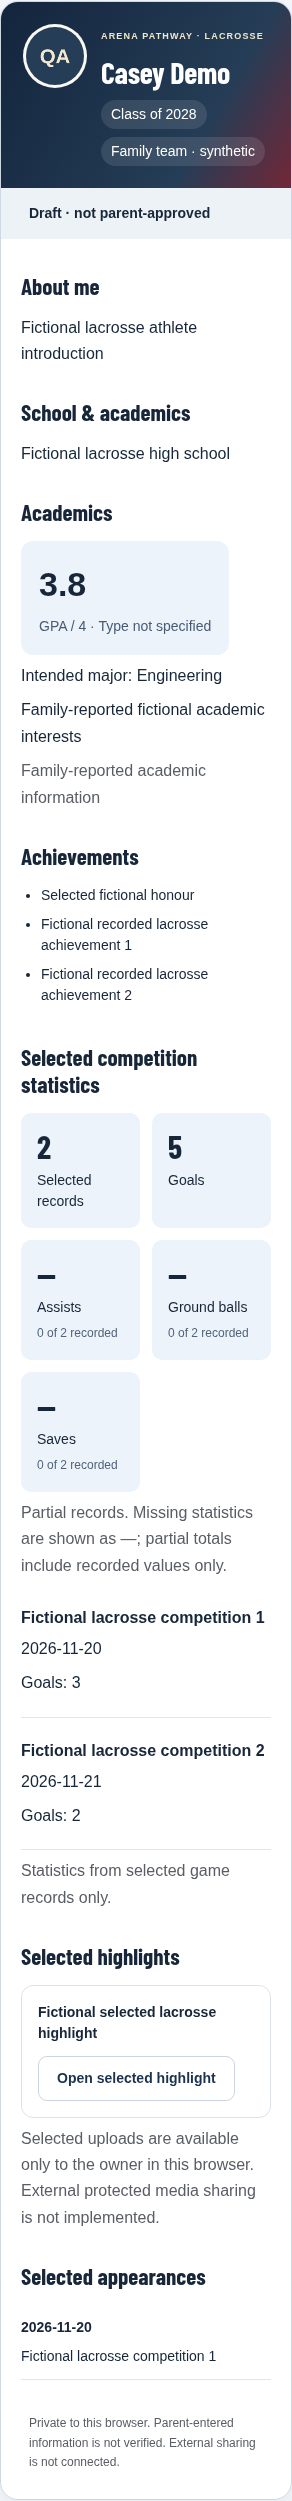 QA
ARENA PATHWAY · LACROSSE
Casey Demo
Class of 2028
Family team · synthetic
Draft · not parent-approved
About me
Fictional lacrosse athlete
introduction
School & academics
Fictional lacrosse high school
Academics
3.8
GPA / 4 · Type not specified
Intended major: Engineering
Family-reported fictional academic
interests
Family-reported academic
information
Achievements
• Selected fictional honour
• Fictional recorded lacrosse
achievement 1
• Fictional recorded lacrosse
achievement 2
Selected competition
statistics
2
Selected
records
5
Goals
—
Assists
0 of 2 recorded
—
Ground balls
0 of 2 recorded
—
Saves
0 of 2 recorded
Partial records. Missing statistics
are shown as —; partial totals
include recorded values only.
Fictional lacrosse competition 1
2026-11-20
Goals: 3
Fictional lacrosse competition 2
2026-11-21
Goals: 2
Statistics from selected game
records only.
Selected highlights
Fictional selected lacrosse
highlight
Open selected highlight
Selected uploads are available
only to the owner in this browser.
External protected media sharing
is not implemented.
Selected appearances
2026-11-20
Fictional lacrosse competition 1
Private to this browser. Parent-entered
information is not verified. External sharing
is not connected.